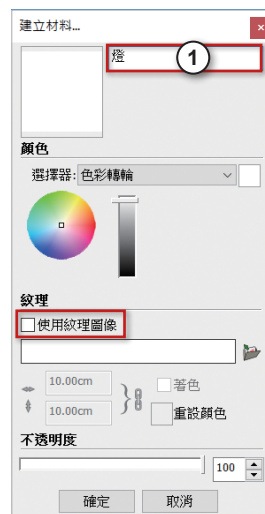 建立材料...
燈
1
顏色
選擇器: 色彩轉輪
紋理
使用紋理圖像
10.00cm 著色
10.00cm 重設顏色
不透明度
100
確定 取消